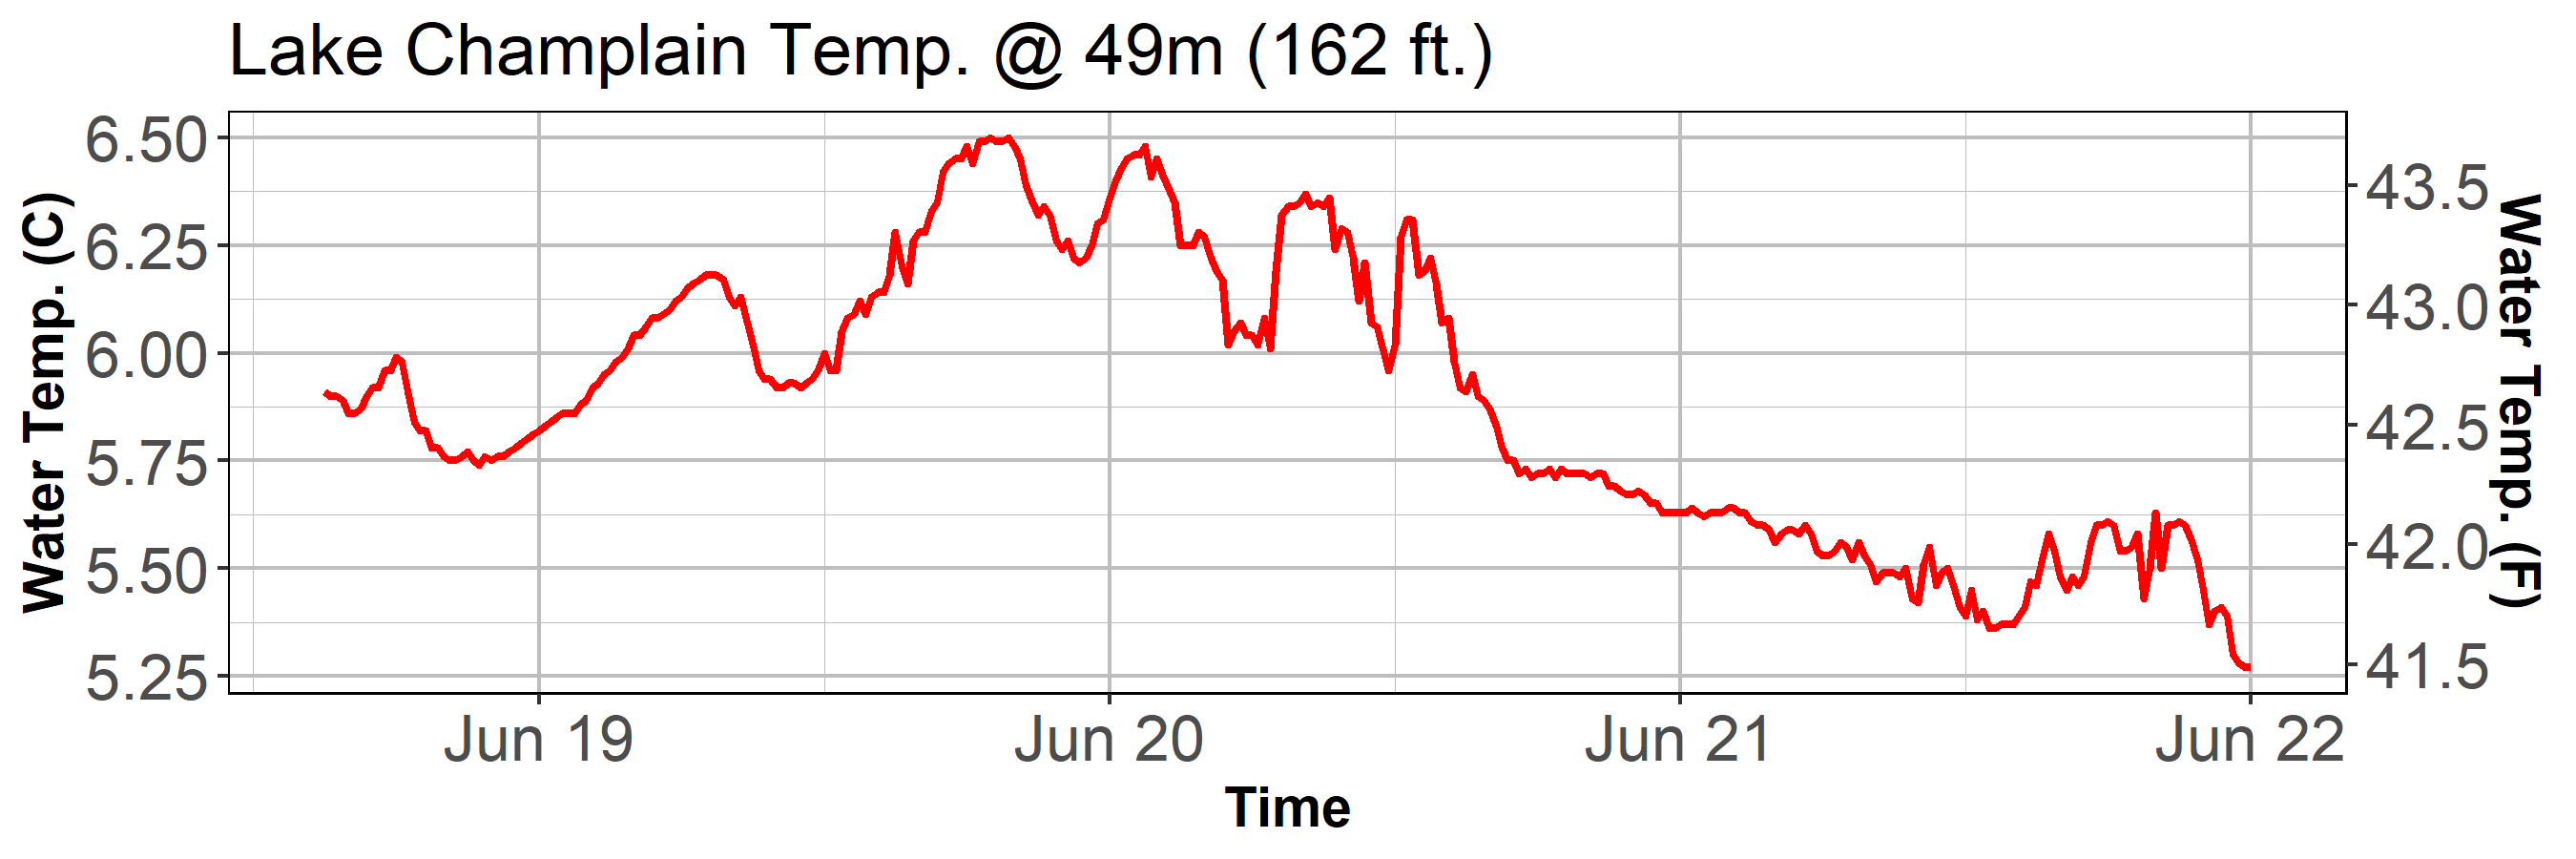 Lake Champlain Temp. @ 49m (162 ft.)
Water Temp. (C)
6.50
6.25
6.00
5.75
5.50
5.25
43.5
43.0
42.5
42.0
41.5
Water Temp. (F)
Jun 19
Jun 20
Jun 21
Jun 22
Time